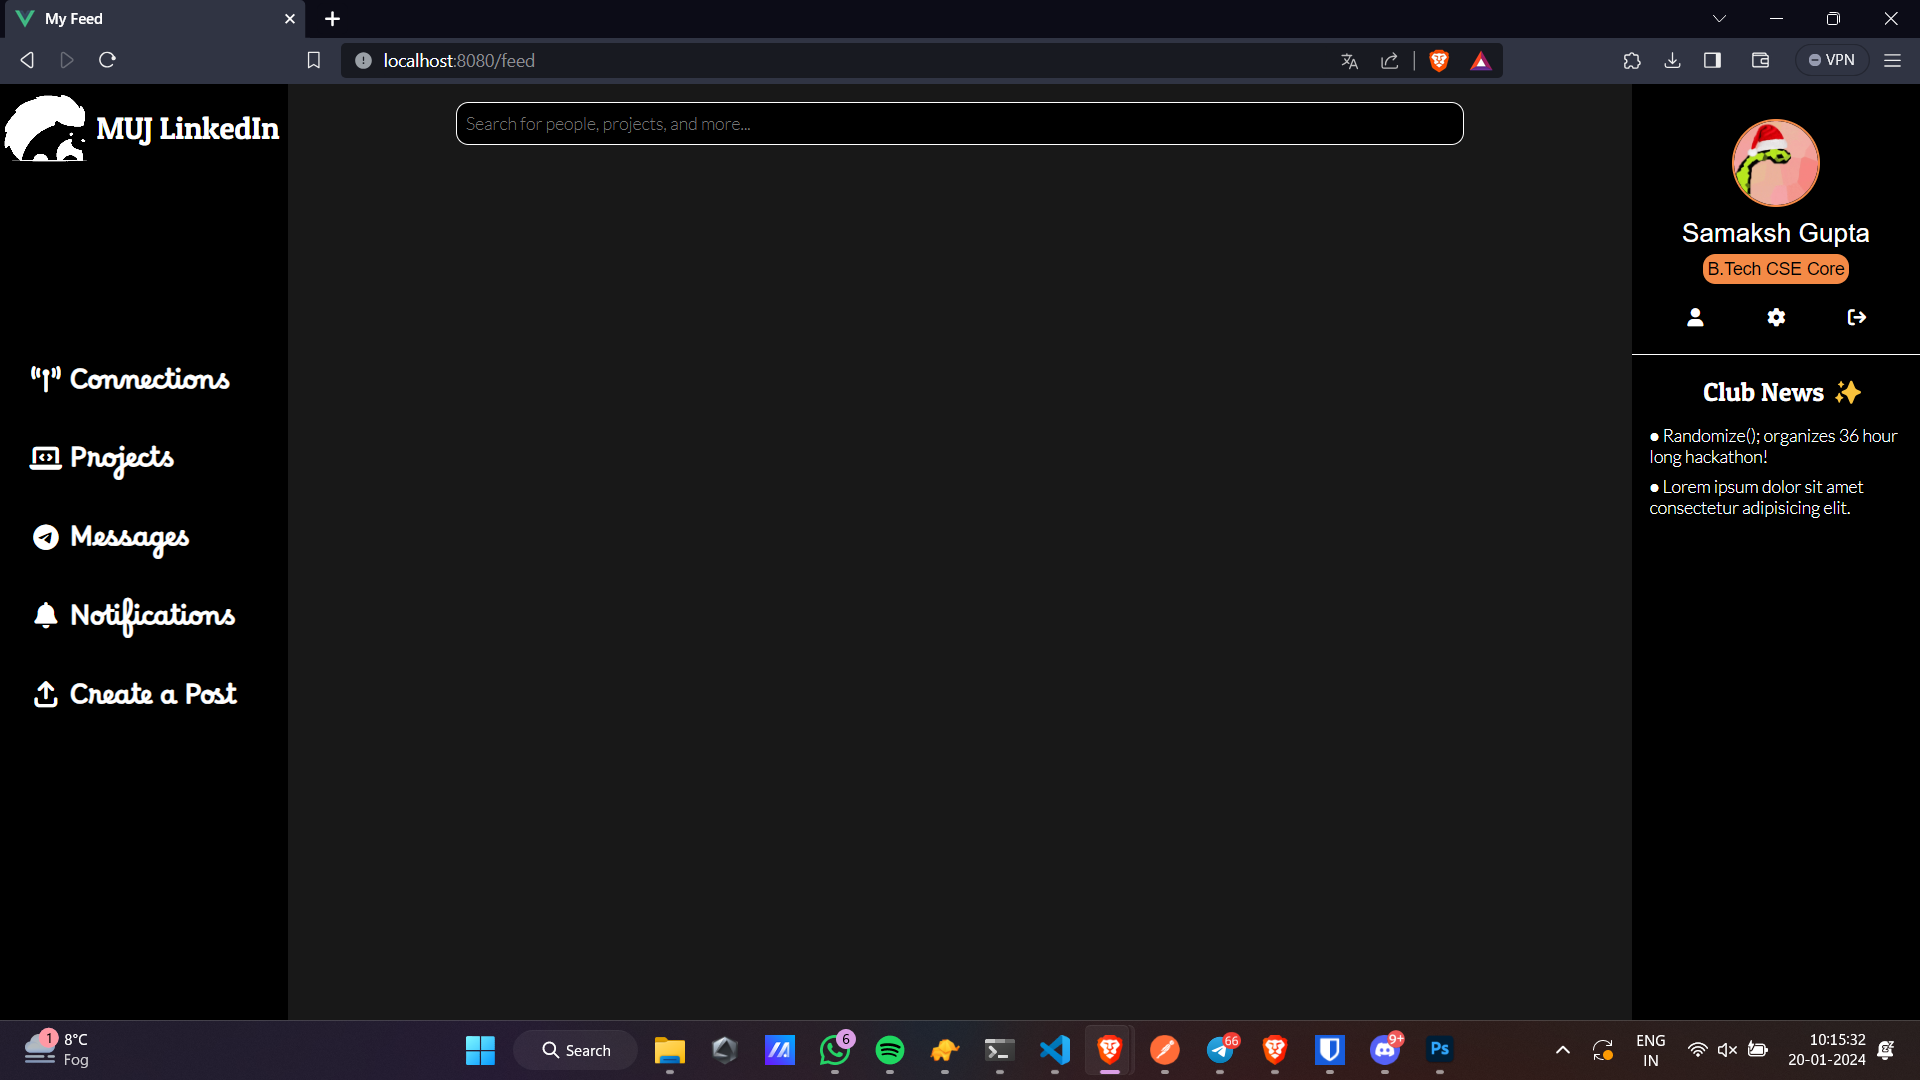 My Feed
localhost:8080/feed
VPN
MUJ LinkedIn
Search for people, projects, and more...
Connections
Projects
Messages
Notifications
Create a Post
Samaksh Gupta
B.Tech CSE Core
Club News ✨
● Randomize(); organizes 36 hour
long hackathon!
● Lorem ipsum dolor sit amet
consectetur adipisicing elit.
1
8°C
Fog
Search
6
66
9+
Ps
ENG
IN
10:15:32
20-01-2024